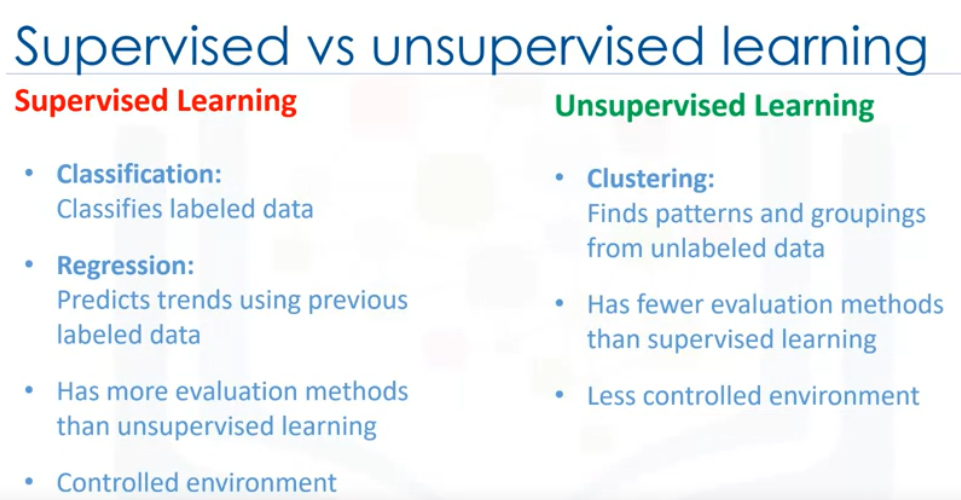 Supervised vs unsupervised learning
Supervised Learning
• Classification:
Classifies labeled data
• Regression:
Predicts trends using previous
labeled data
• Has more evaluation methods
than unsupervised learning
• Controlled environment
Unsupervised Learning
• Clustering:
Finds patterns and groupings
from unlabeled data
• Has fewer evaluation methods
than supervised learning
• Less controlled environment